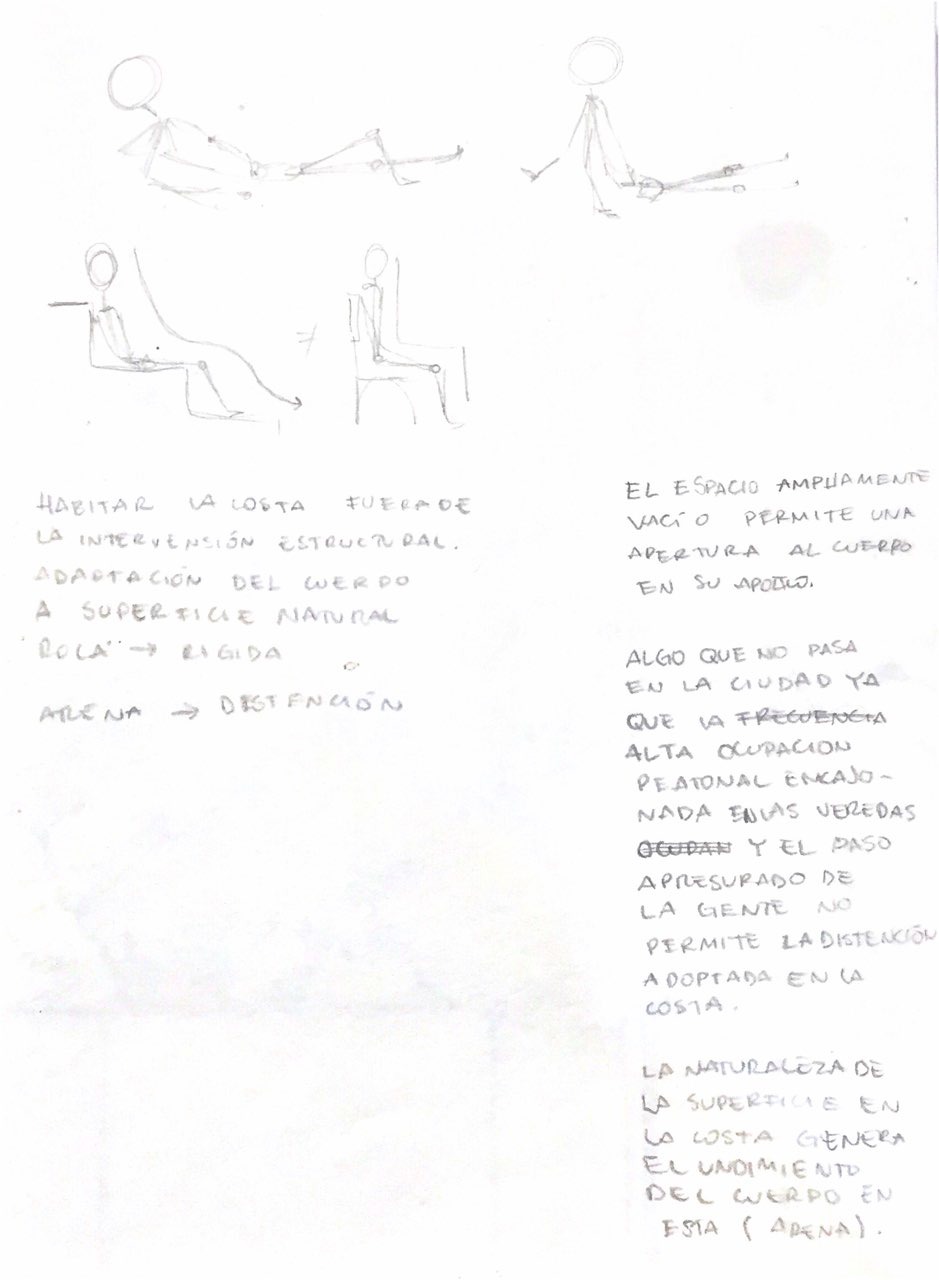 ≠
HABITAR LA COSTA FUERA DE
LA INTERVENSIÓN ESTRUCTURAL.
ADAPTACIÓN DEL CUERPO
A SUPERFICIE NATURAL
"ROCA" → RIGIDA
ARENA → DISTENCIÓN
EL ESPACIO AMPLIAMENTE
VACÍO PERMITE UNA
APERTURA AL CUERPO
EN SU APOYO.
ALGO QUE NO PASA
EN LA CIUDAD YA
QUE LA FRECUENCIA
ALTA OCUPACION
PEATONAL ENCAJO-
NADA EN LAS VEREDAS
OCUPAN Y EL PASO
APRESURADO DE
LA GENTE NO
PERMITE LA DISTENCIÓN
ADOPTADA EN LA
COSTA.
LA NATURALEZA DE
LA SUPERFICIE EN
LA COSTA GENERA
EL UNDIMIENTO
DEL CUERPO EN
ESTA (ARENA).